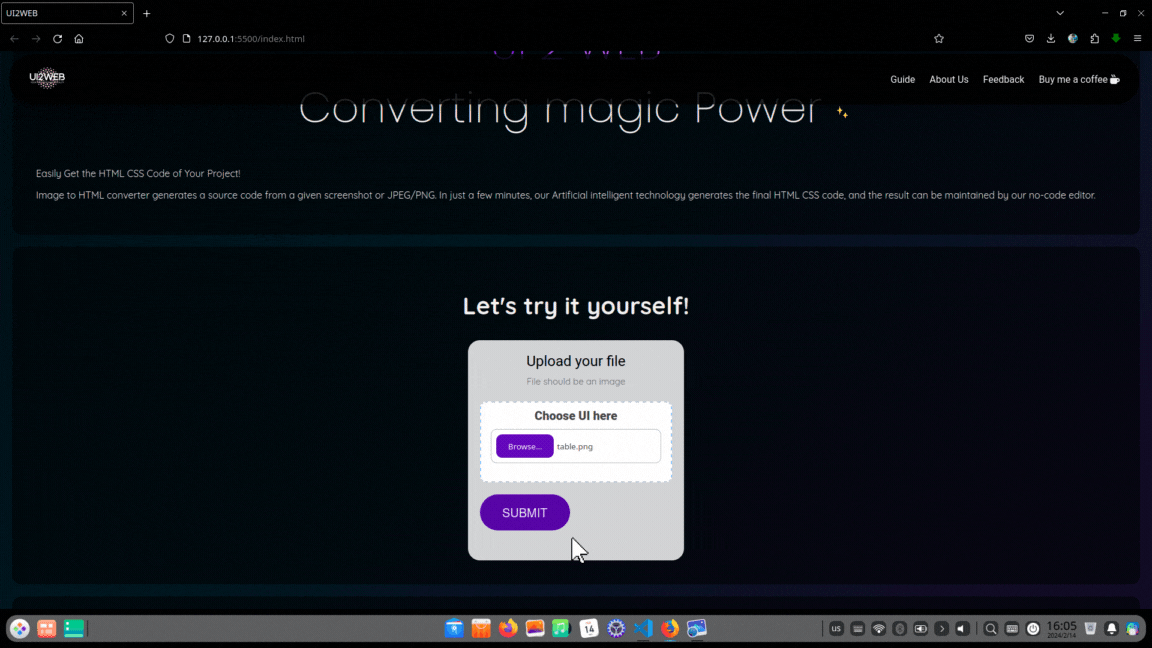 UI2WEB
127.0.0.1:5500/index.html
UI 2 WEB
UI2WEB
Guide
About Us
Feedback
Buy me a coffee
Converting magic Power
Easily Get the HTML CSS Code of Your Project!
Image to HTML converter generates a source code from a given screenshot or JPEG/PNG. In just a few minutes, our Artificial intelligent technology generates the final HTML CSS code, and the result can be maintained by our no-code editor.
Let's try it yourself!
Upload your file
File should be an image
Choose UI here
Browse... table.png
SUBMIT
14
us
16:05
2024/2/14